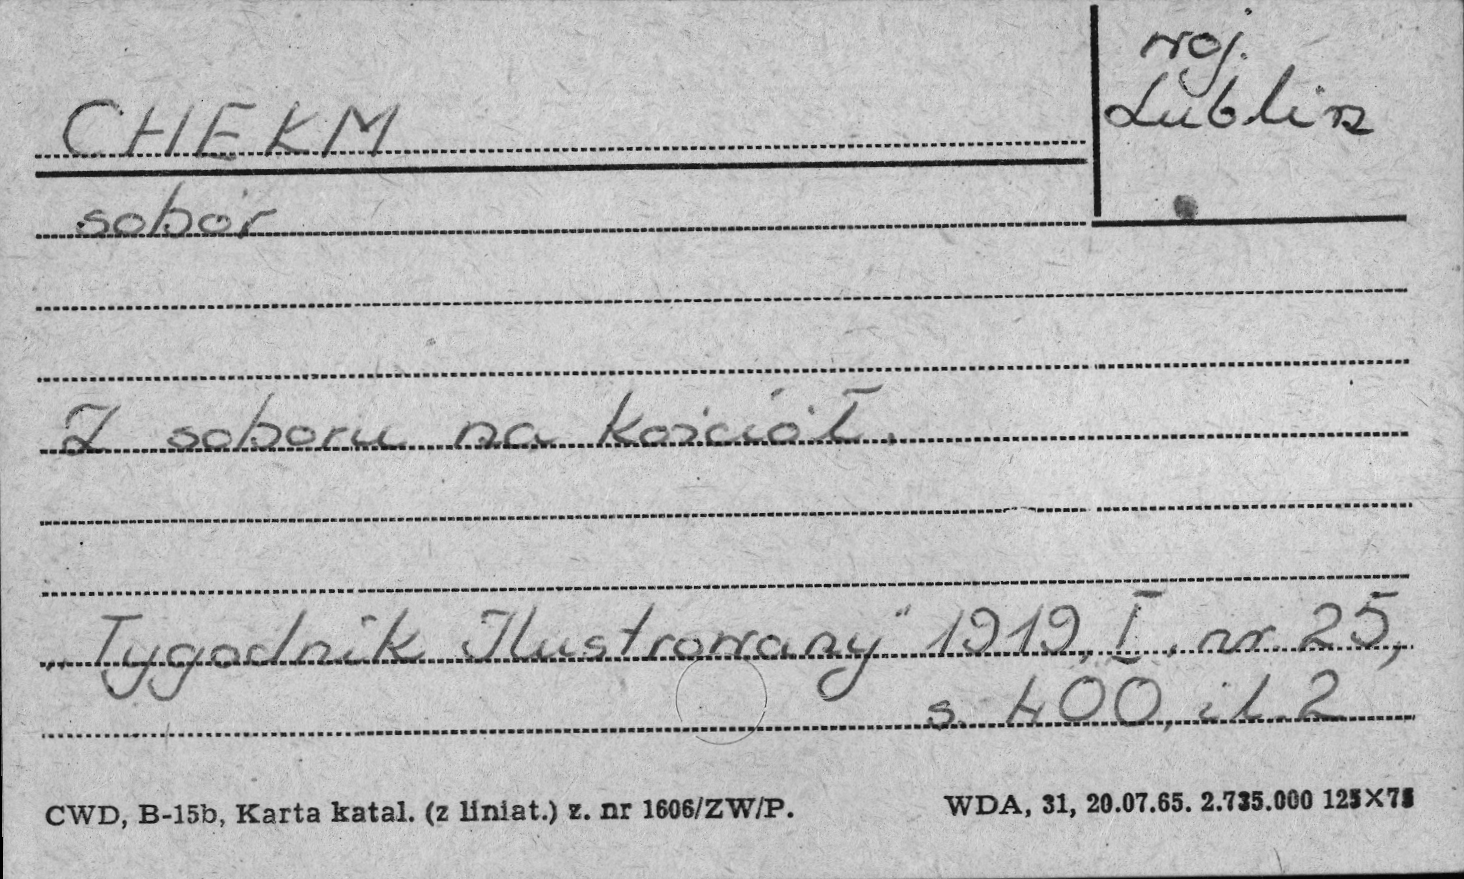 woj.
Lublin
CHEŁM
sobór
Z soboru na kościół.
„Tygodnik Ilustrowany" 1919, I, nr. 25,
s. 400, il. 2
CWD, B-15b, Karta katal. (z liniat.) z. nr 1606/ZW/P.
WDA, 31, 20.07.65. 2.735.000 125×75